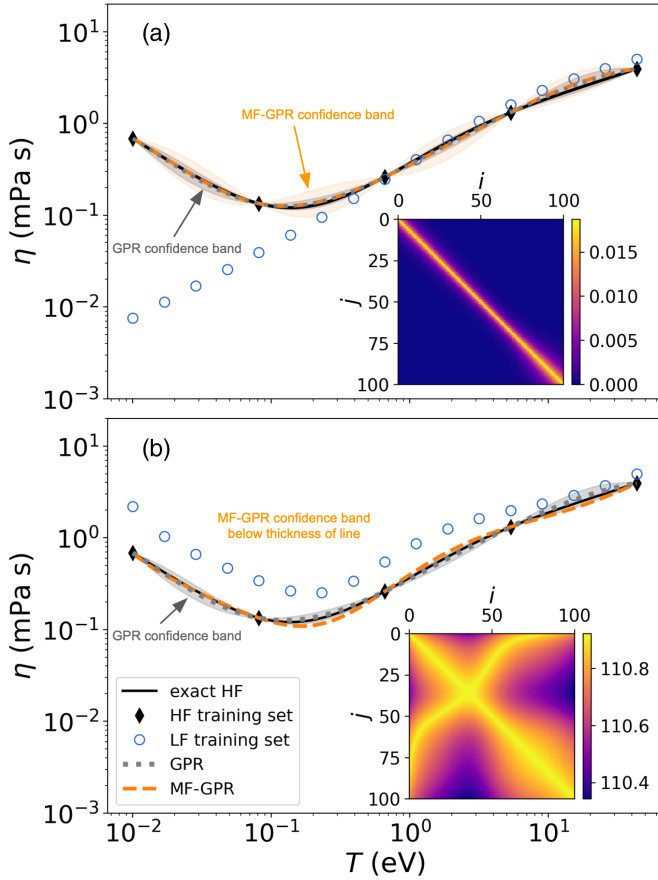 (a)
10^1
10^0
10^-1
10^-2
10^-3
η (mPa s)
MF-GPR confidence band
GPR confidence band
i
0 50 100
j
0
25
50
75
100
0.015
0.010
0.005
0.000
(b)
10^1
10^0
10^-1
10^-2
10^-3
η (mPa s)
MF-GPR confidence band
below thickness of line
GPR confidence band
i
0 50 100
j
0
25
50
75
100
110.8
110.6
110.4
exact HF
HF training set
LF training set
GPR
MF-GPR
10^-2 10^-1 10^0 10^1
T (eV)